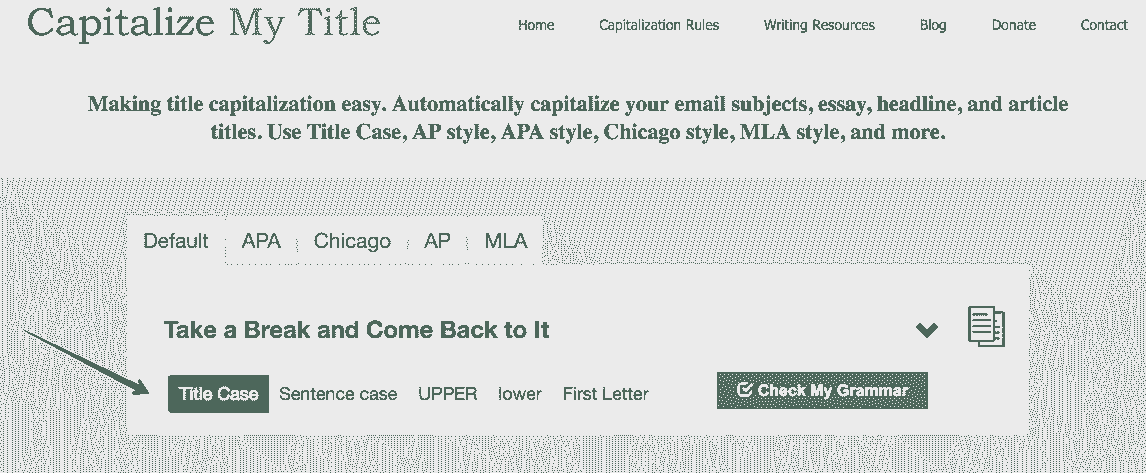 Capitalize My Title
Home Capitalization Rules Writing Resources Blog Donate Contact
Making title capitalization easy. Automatically capitalize your email subjects, essay, headline, and article
titles. Use Title Case, AP style, APA style, Chicago style, MLA style, and more.
Default APA Chicago AP MLA
Take a Break and Come Back to It
Title Case Sentence case UPPER lower First Letter Check My Grammar